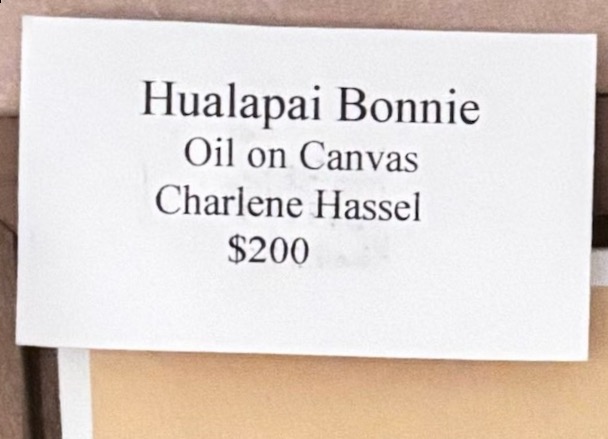 Hualapai Bonnie
Oil on Canvas
Charlene Hassel
$200